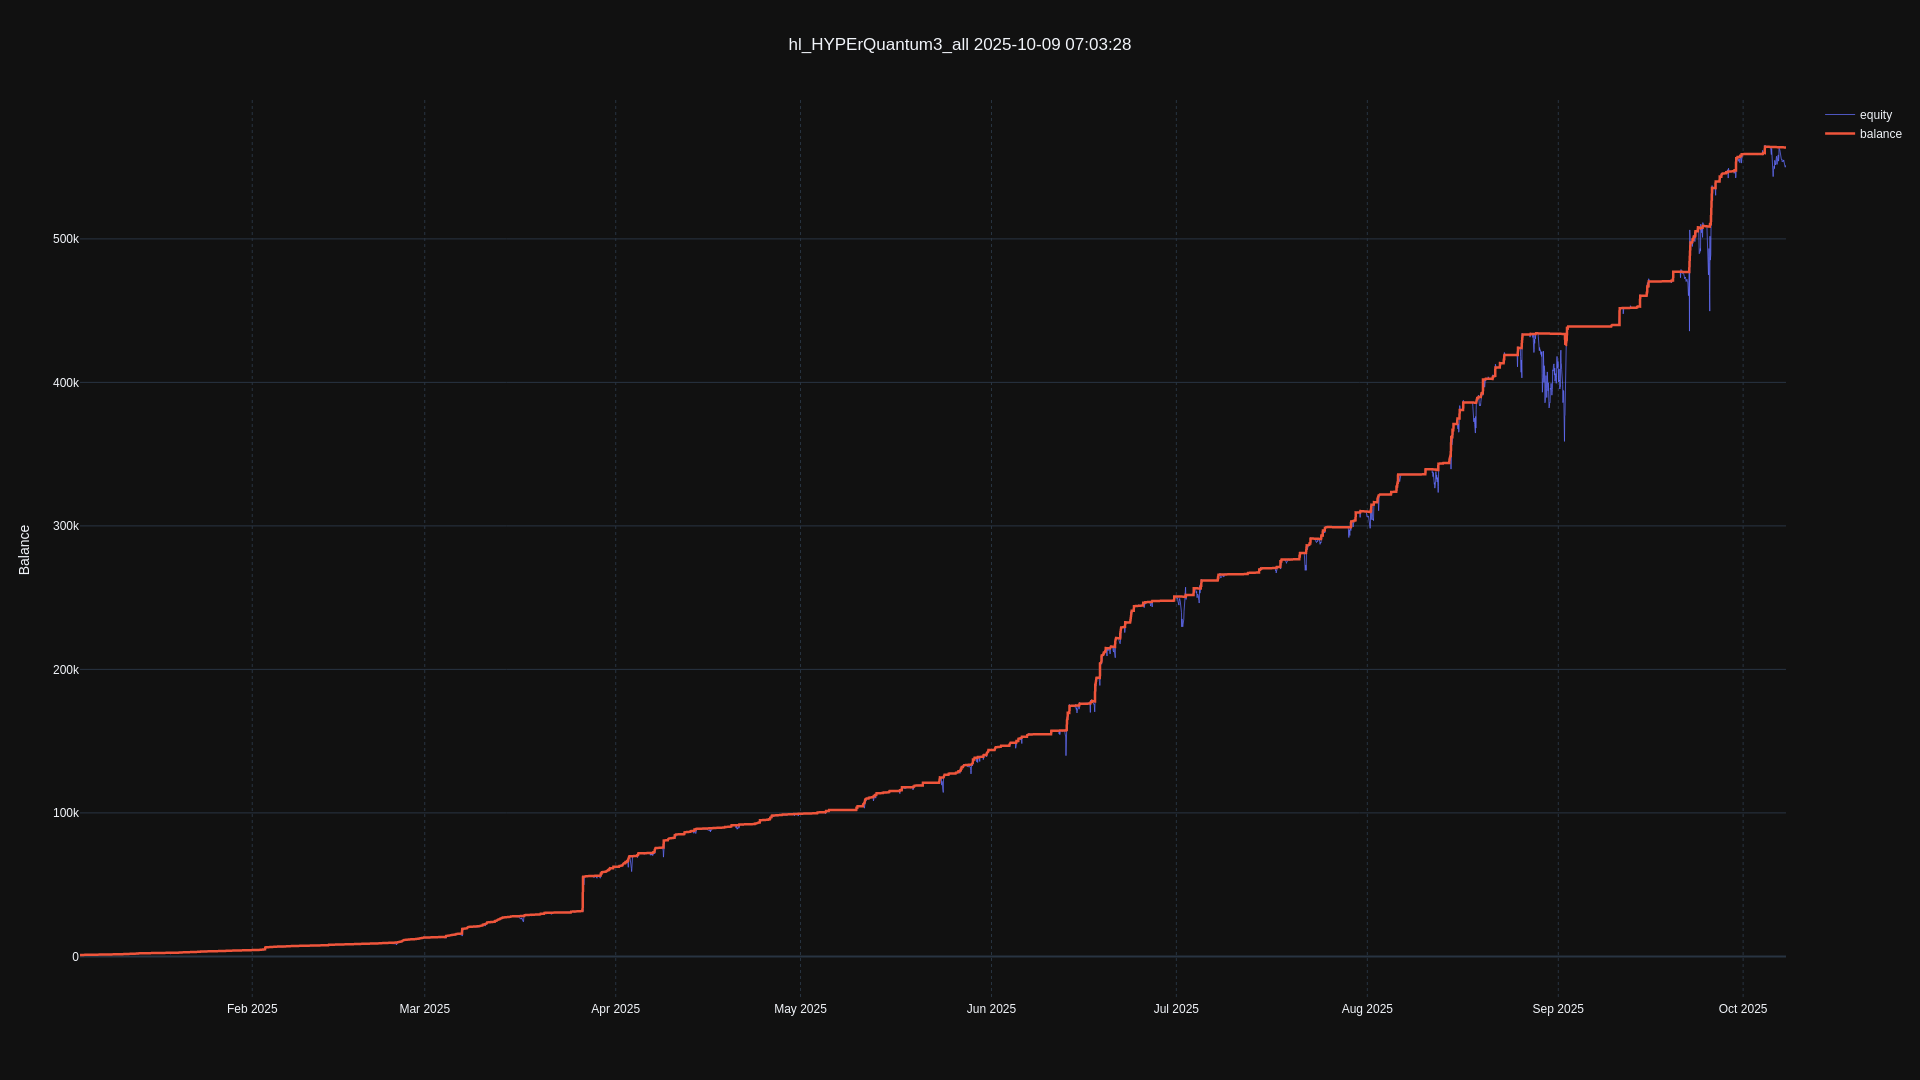 hl_HYPErQuantum3_all 2025-10-09 07:03:28
equity
balance
500k
400k
300k
200k
100k
0
Balance
Feb 2025
Mar 2025
Apr 2025
May 2025
Jun 2025
Jul 2025
Aug 2025
Sep 2025
Oct 2025